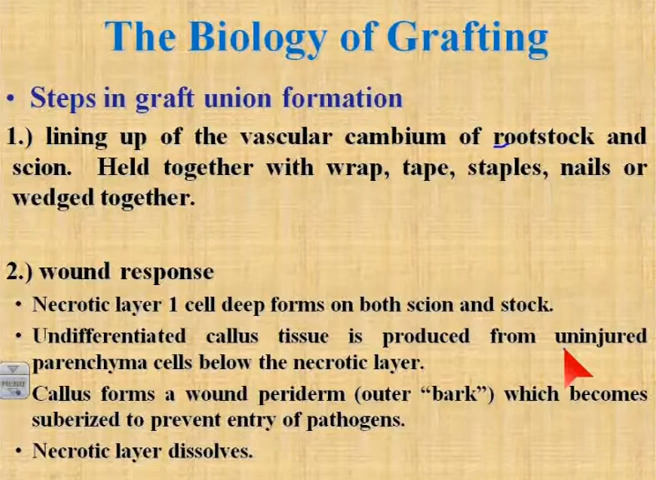 The Biology of Grafting
• Steps in graft union formation
1.) lining up of the vascular cambium of rootstock and
scion. Held together with wrap, tape, staples, nails or
wedged together.
2.) wound response
• Necrotic layer 1 cell deep forms on both scion and stock.
• Undifferentiated callus tissue is produced from uninjured
parenchyma cells below the necrotic layer.
Callus forms a wound periderm (outer “bark”) which becomes
suberized to prevent entry of pathogens.
• Necrotic layer dissolves.